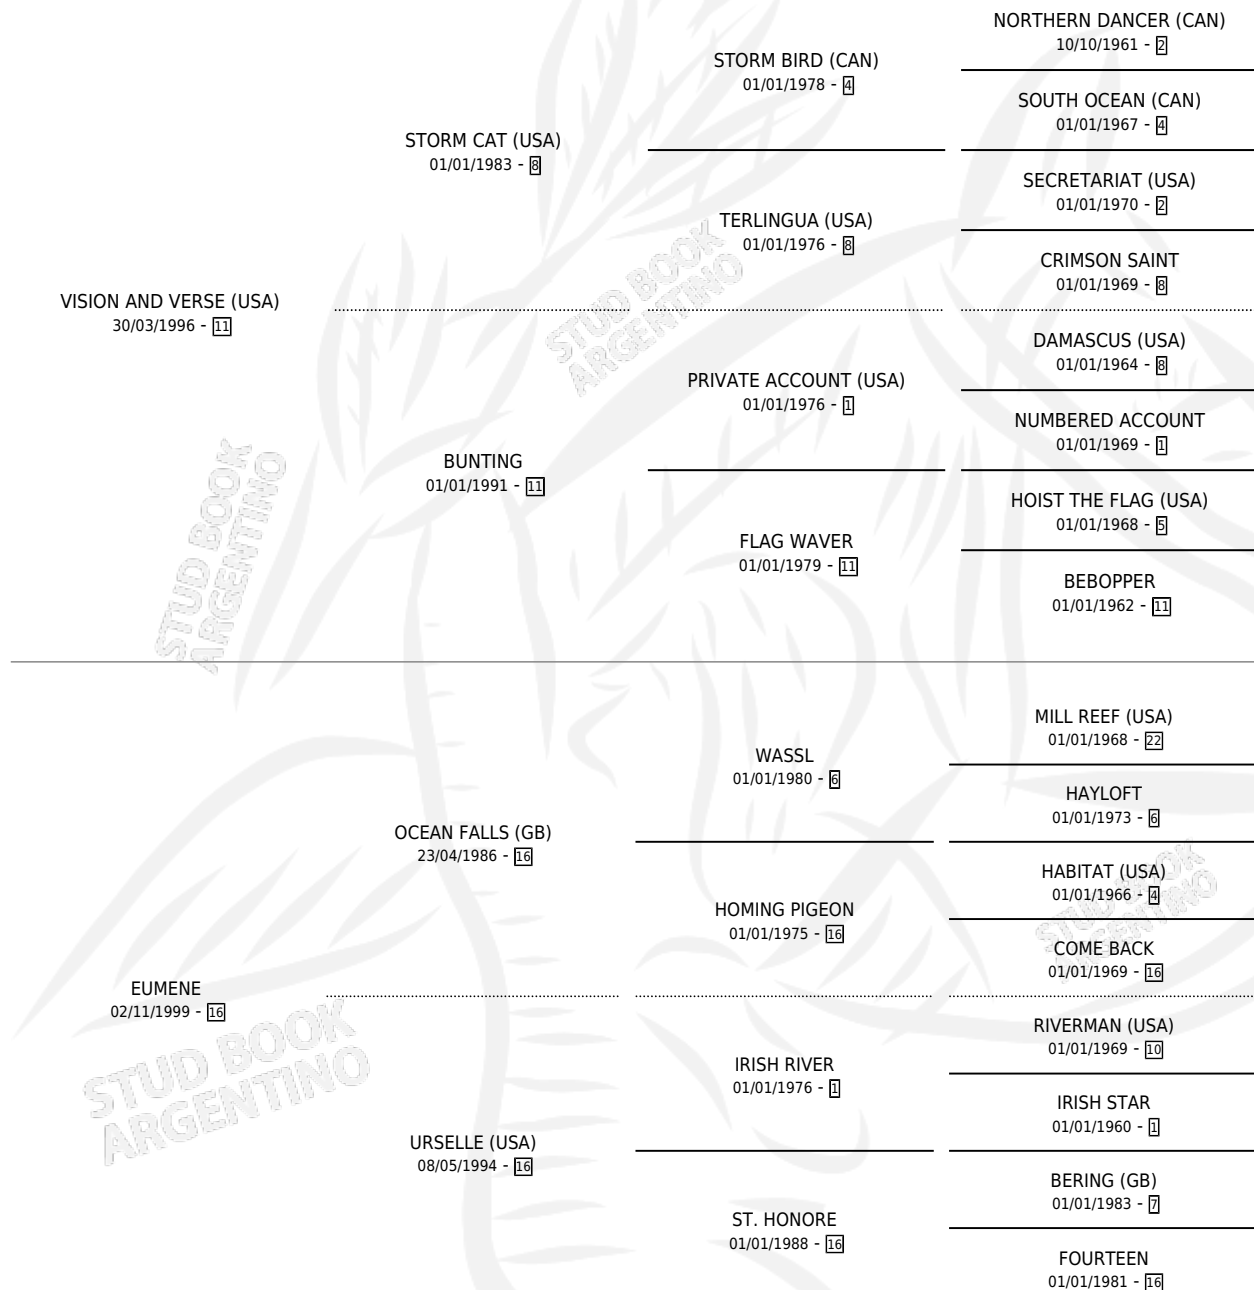 NORTHERN DANCER (CAN)
10/10/1961 - 2
STORM BIRD (CAN)
01/01/1978 - 4
SOUTH OCEAN (CAN)
01/01/1967 - 4
STORM CAT (USA)
01/01/1983 - 8
SECRETARIAT (USA)
01/01/1970 - 2
TERLINGUA (USA)
01/01/1976 - 8
CRIMSON SAINT
01/01/1969 - 8
VISION AND VERSE (USA)
30/03/1996 - 11
DAMASCUS (USA)
01/01/1964 - 8
PRIVATE ACCOUNT (USA)
01/01/1976 - 1
NUMBERED ACCOUNT
01/01/1969 - 1
BUNTING
01/01/1991 - 11
HOIST THE FLAG (USA)
01/01/1968 - 5
FLAG WAVER
01/01/1979 - 11
BEBOPPER
01/01/1962 - 11
MILL REEF (USA)
01/01/1968 - 22
WASSL
01/01/1980 - 6
HAYLOFT
01/01/1973 - 6
OCEAN FALLS (GB)
23/04/1986 - 16
HABITAT (USA)
01/01/1966 - 4
HOMING PIGEON
01/01/1975 - 16
COME BACK
01/01/1969 - 16
EUMENE
02/11/1999 - 16
RIVERMAN (USA)
01/01/1969 - 10
IRISH RIVER
01/01/1976 - 1
IRISH STAR
01/01/1960 - 1
URSELLE (USA)
08/05/1994 - 16
BERING (GB)
01/01/1983 - 7
ST. HONORE
01/01/1988 - 16
FOURTEEN
01/01/1981 - 16
STUD BOOK
ARGENTINO
STUD BOOK
ARGENTINO
STUD BOOK
ARGENTINO
STUD BOOK
ARGENTINO